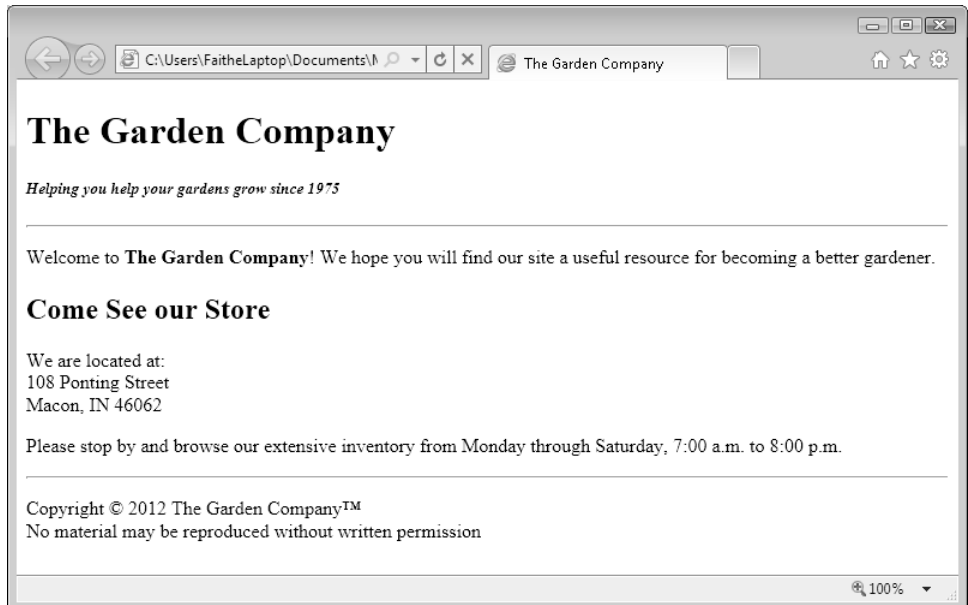 C:\Users\FaitheLaptop\Documents\
The Garden Company
The Garden Company
Helping you help your gardens grow since 1975
Welcome to The Garden Company! We hope you will find our site a useful resource for becoming a better gardener.
Come See our Store
We are located at:
108 Ponting Street
Macon, IN 46062
Please stop by and browse our extensive inventory from Monday through Saturday, 7:00 a.m. to 8:00 p.m.
Copyright © 2012 The Garden Company™
No material may be reproduced without written permission
100%